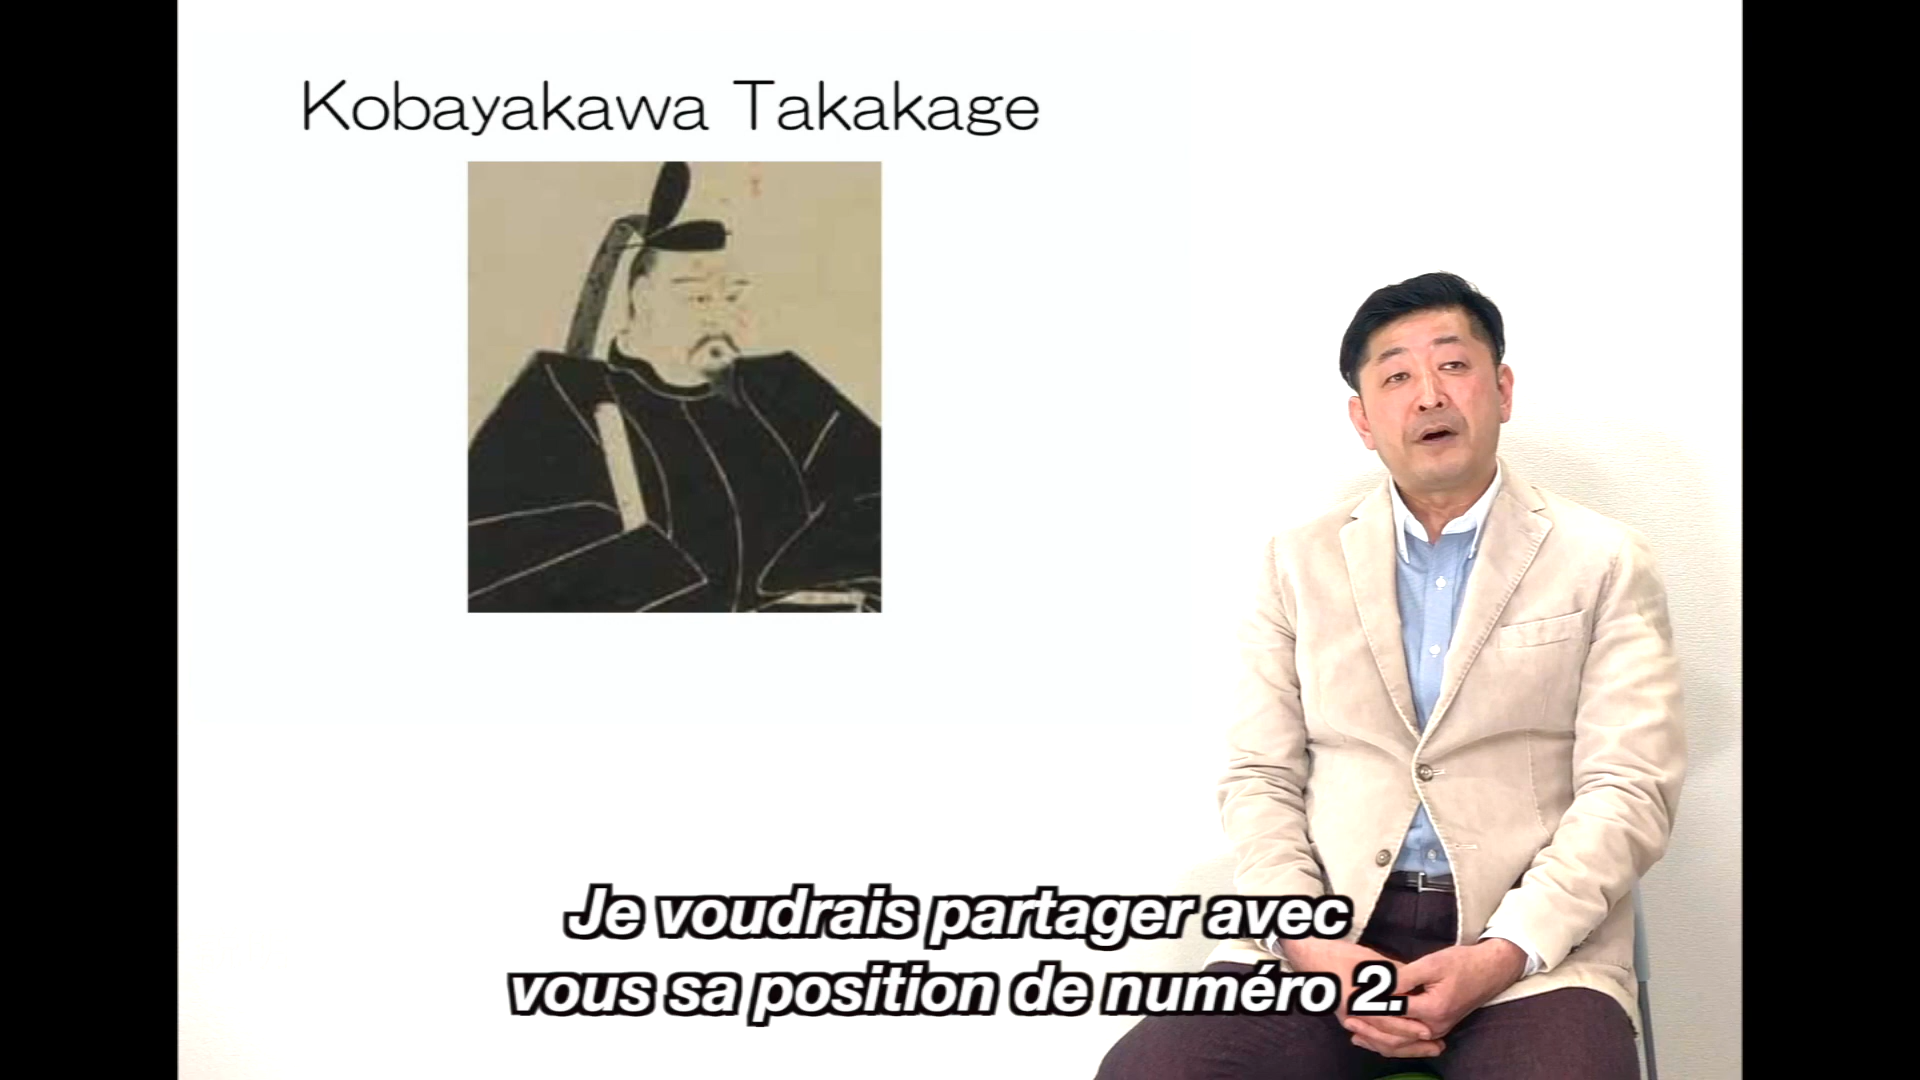 Kobayakawa Takakage
Je voudrais partager avec
vous sa position de numéro 2.